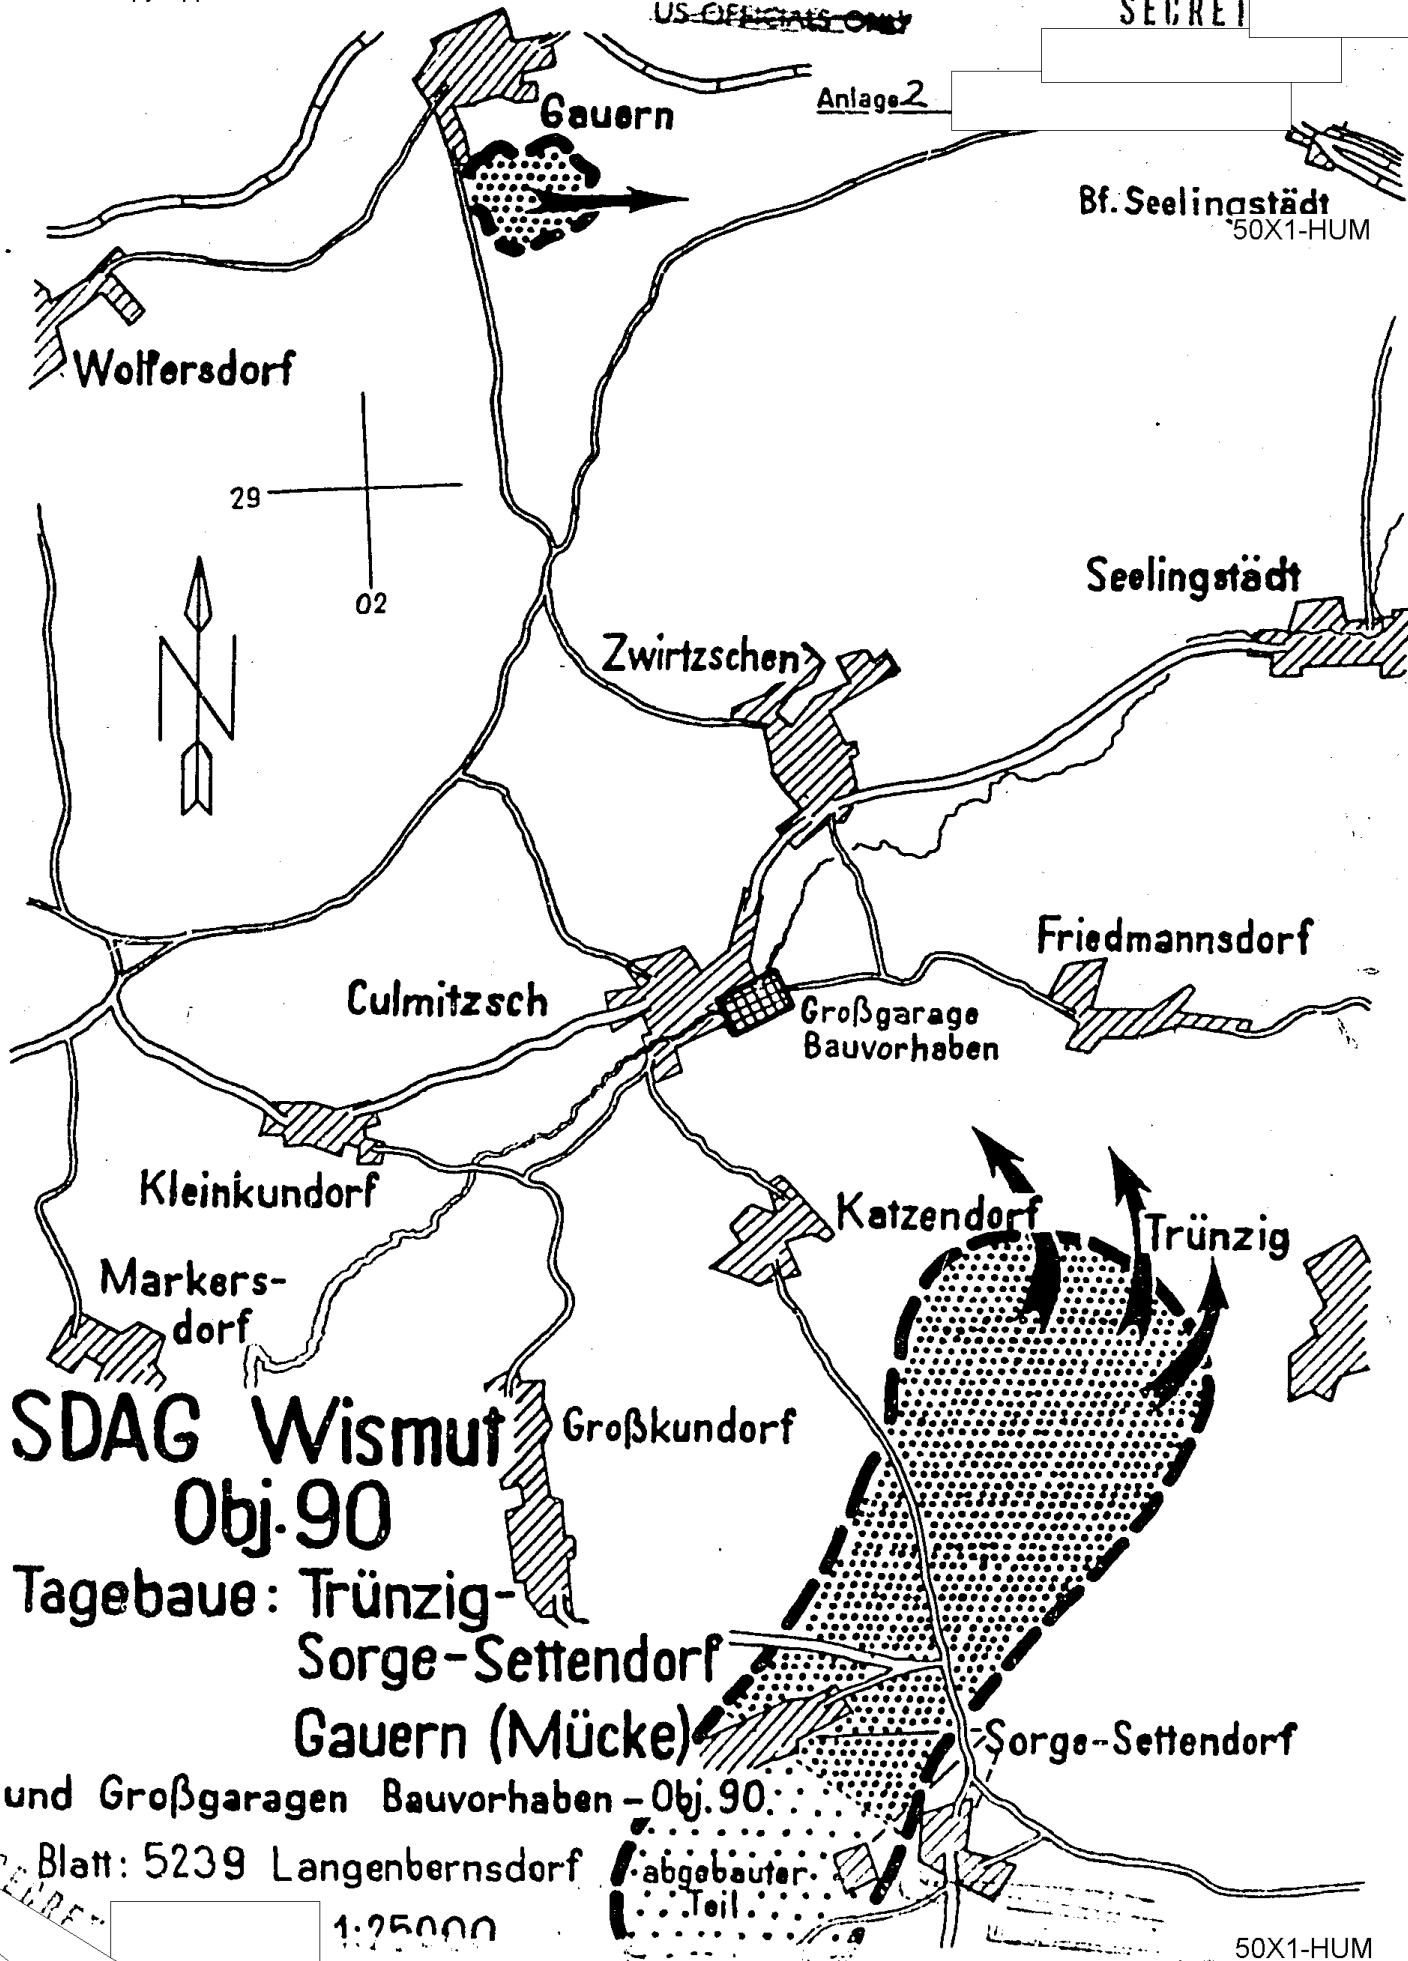 US OFFICIALS ONLY
SECRET
Anlage 2
Gauern
Bf. Seelingstädt
50X1-HUM
Wolfersdorf
29
02
N
Seelingstädt
Zwirtzschen
Friedmannsdorf
Culmitzsch
Großgarage
Bauvorhaben
Kleinkundorf
Katzendorf
Trünzig
Markers-
dorf
SDAG Wismut
Großkundorf
Obj. 90
Tagebaue: Trünzig-
Sorge-Settendorf
Gauern (Mücke)
Sorge-Settendorf
und Großgaragen Bauvorhaben - Obj. 90
Blatt: 5239 Langenbernsdorf
abgebauter
Teil
SECRET
1:25000
50X1-HUM